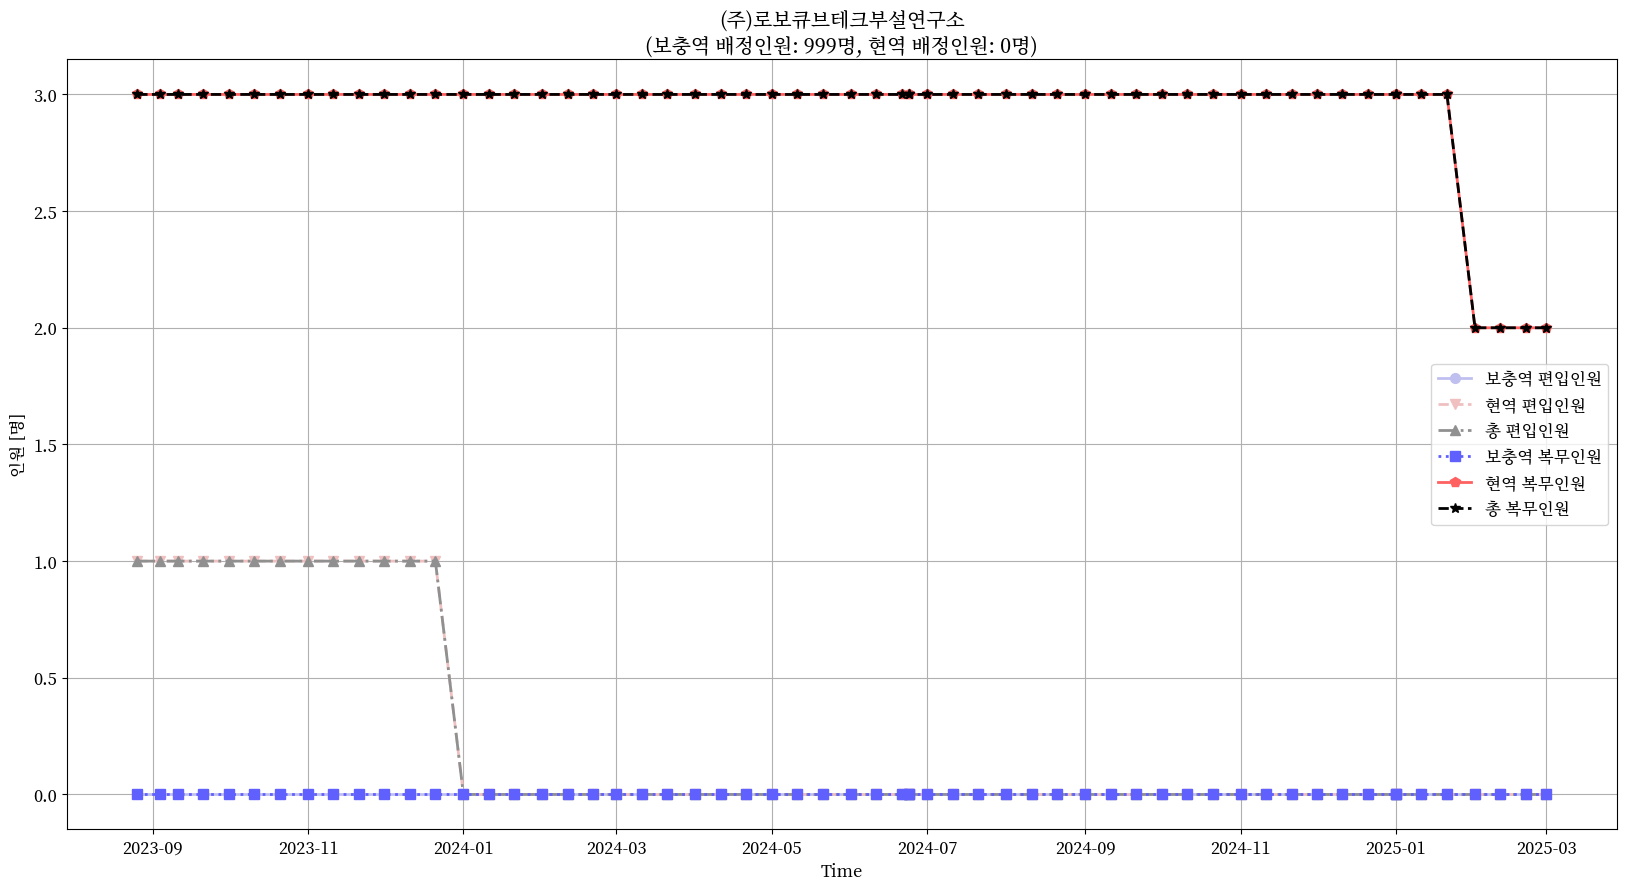 (주)로보큐브테크부설연구소
(보충역 배정인원: 999명, 현역 배정인원: 0명)
3.0
2.5
2.0
1.5
1.0
0.5
0.0
인원 [명]
보충역 편입인원
현역 편입인원
총 편입인원
보충역 복무인원
현역 복무인원
총 복무인원
2023-09 2023-11 2024-01 2024-03 2024-05 2024-07 2024-09 2024-11 2025-01 2025-03
Time